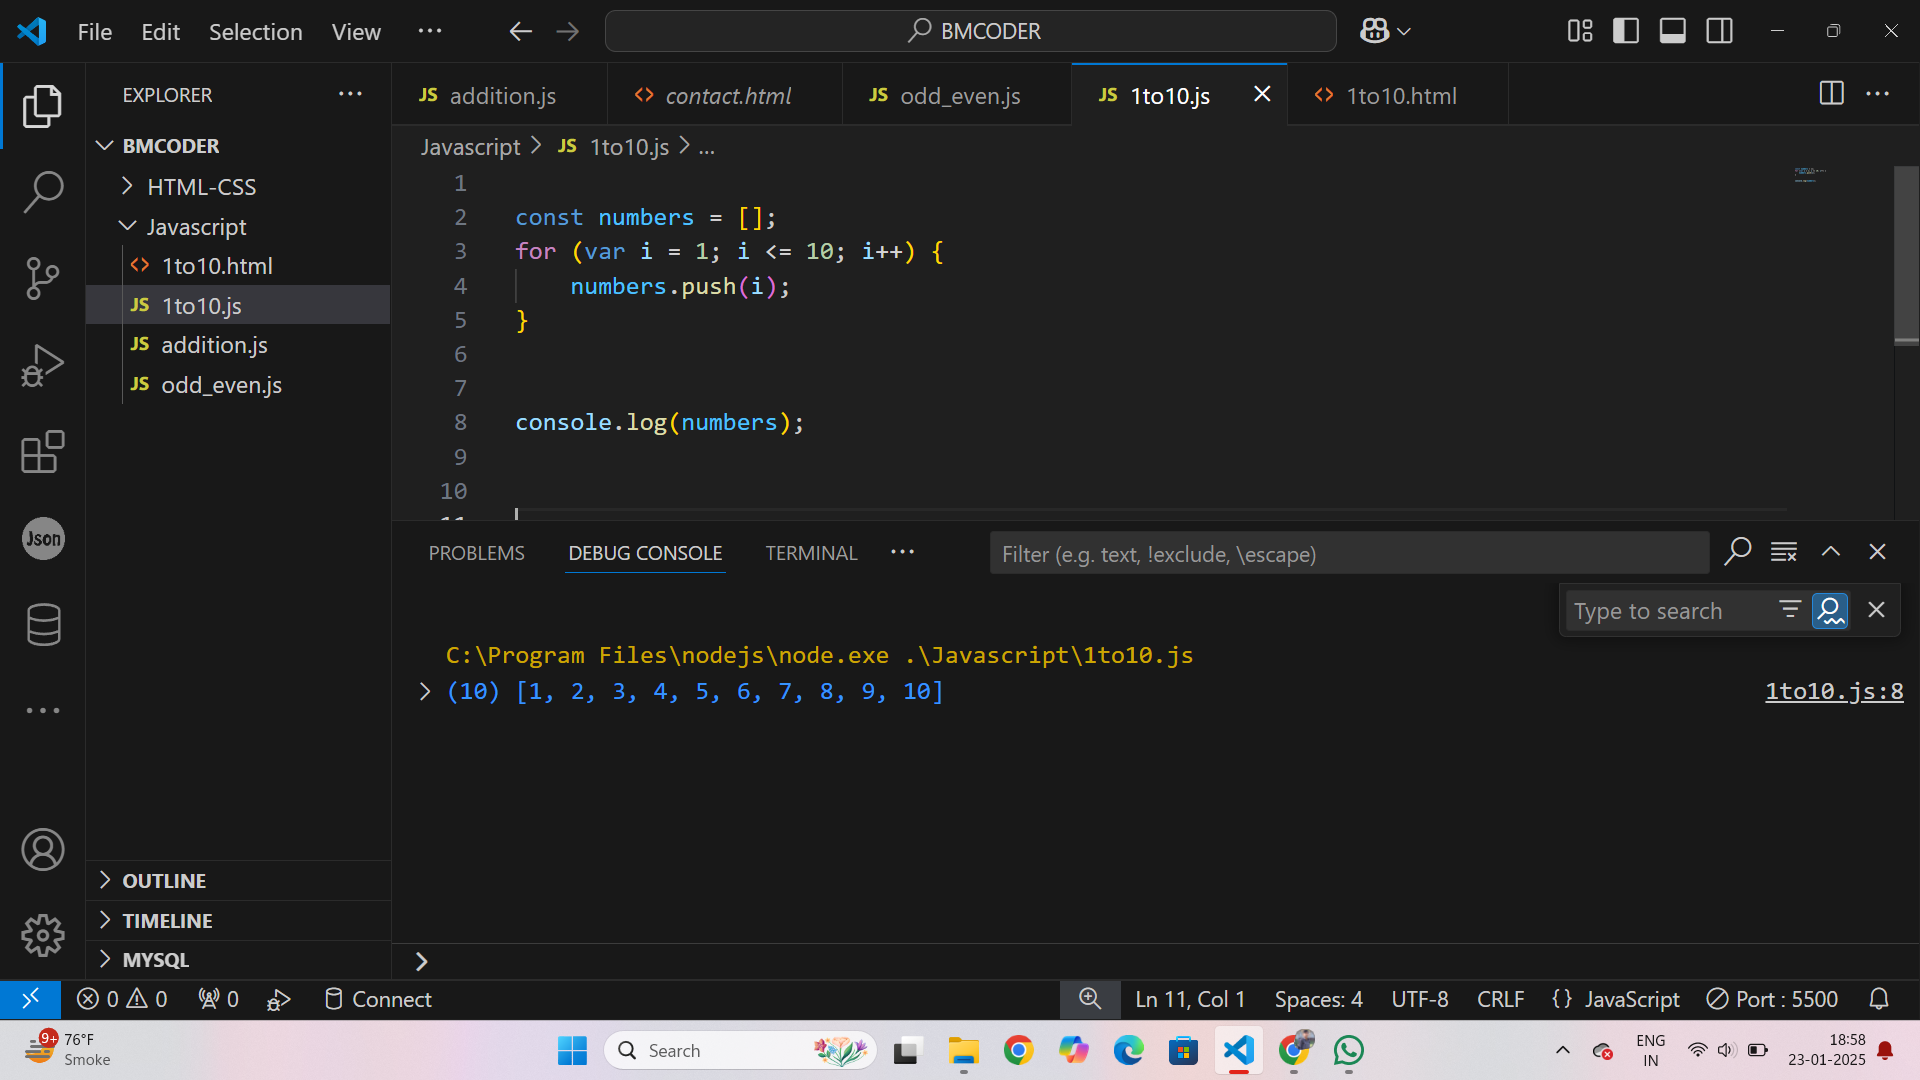 File Edit Selection View ··· BMCODER
EXPLORER ···
BMCODER
HTML-CSS
Javascript
<> 1to10.html
JS 1to10.js
JS addition.js
JS odd_even.js
OUTLINE
TIMELINE
MYSQL
Json
JS addition.js <> contact.html JS odd_even.js JS 1to10.js <> 1to10.html
Javascript > JS 1to10.js > ...
1
2 const numbers = [];
3 for (var i = 1; i <= 10; i++) {
4 numbers.push(i);
5 }
6
7
8 console.log(numbers);
9
10
PROBLEMS DEBUG CONSOLE TERMINAL ··· Filter (e.g. text, !exclude, \escape)
Type to search
C:\Program Files\nodejs\node.exe .\Javascript\1to10.js
> (10) [1, 2, 3, 4, 5, 6, 7, 8, 9, 10] 1to10.js:8
>
0 0 0 Connect Ln 11, Col 1 Spaces: 4 UTF-8 CRLF {} JavaScript Port : 5500
9+ 76°F
Smoke
Search
ENG
IN
18:58
23-01-2025